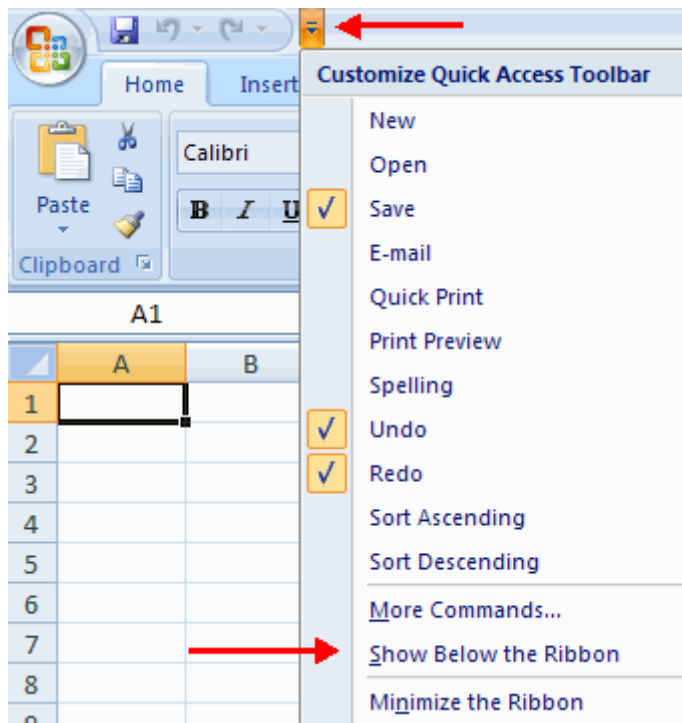 Home Insert
Customize Quick Access Toolbar
New
Open
Save
E-mail
Quick Print
Print Preview
Spelling
Undo
Redo
Sort Ascending
Sort Descending
More Commands...
Show Below the Ribbon
Minimize the Ribbon
Calibri
Paste
B I U
Clipboard
A1
A B
1
2
3
4
5
6
7
8
9